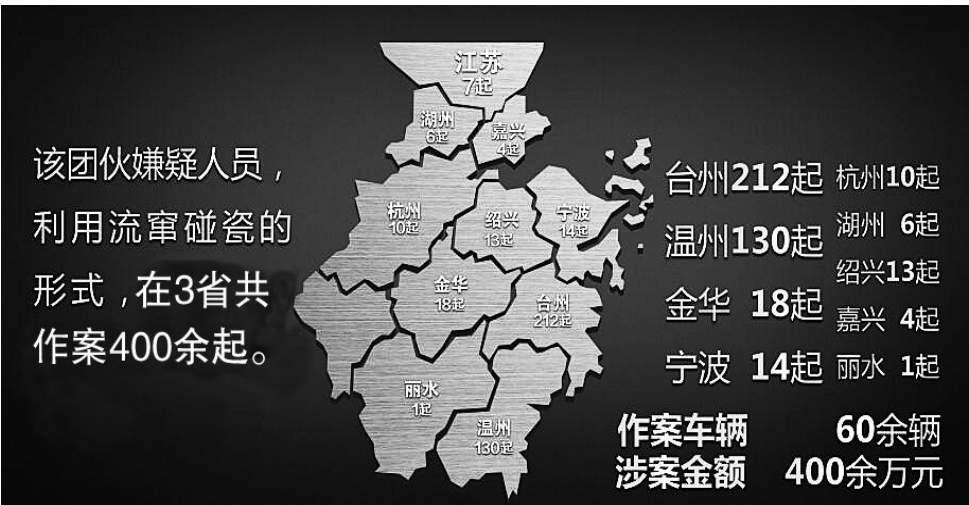 该团伙嫌疑人员，
利用流窜碰瓷的
形式，在3省共
作案400余起。
江苏
7起
湖州
6起
嘉兴
4起
杭州
10起
绍兴
13起
宁波
14起
金华
18起
台州
212起
丽水
1起
温州
130起
台州212起
温州130起
金华 18起
宁波 14起
杭州10起
湖州 6起
绍兴13起
嘉兴 4起
丽水 1起
作案车辆 60余辆
涉案金额 400余万元